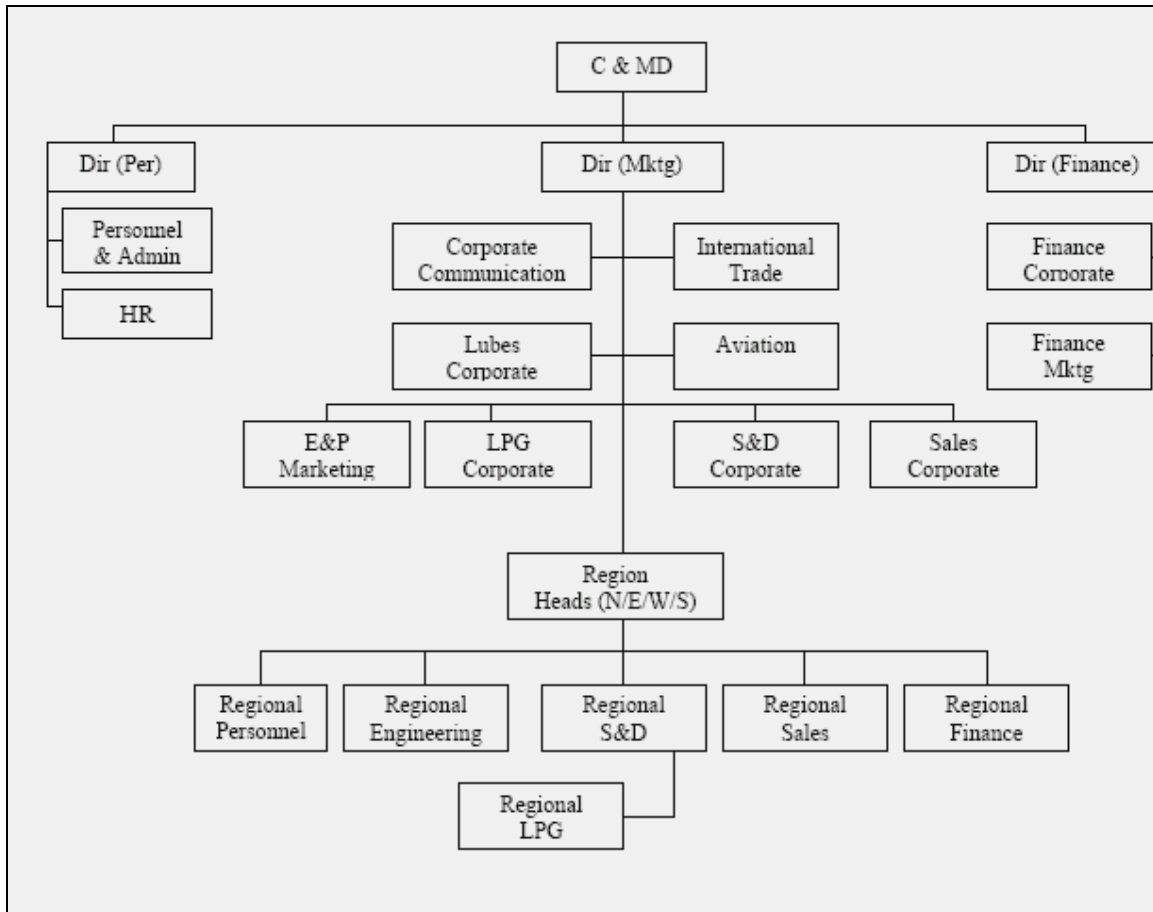 C & MD
Dir (Per)
Dir (Mktg)
Dir (Finance)
Personnel
& Admin
HR
Corporate
Communication
International
Trade
Finance
Corporate
Lubes
Corporate
Aviation
Finance
Mktg
E&P
Marketing
LPG
Corporate
S&D
Corporate
Sales
Corporate
Region
Heads (N/E/W/S)
Regional
Personnel
Regional
Engineering
Regional
S&D
Regional
Sales
Regional
Finance
Regional
LPG